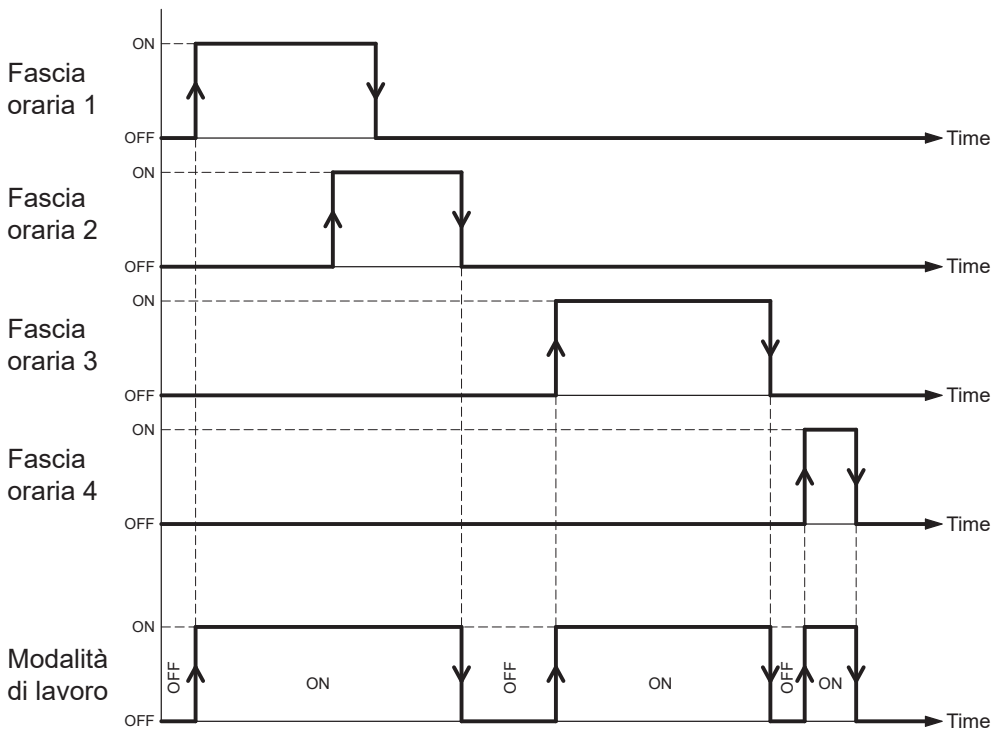 ON
Fascia
oraria 1
OFF
Time
ON
Fascia
oraria 2
OFF
Time
ON
Fascia
oraria 3
OFF
Time
ON
Fascia
oraria 4
OFF
Time
ON
Modalità
di lavoro
OFF
ON
OFF
ON
OFF
ON
OFF
Time